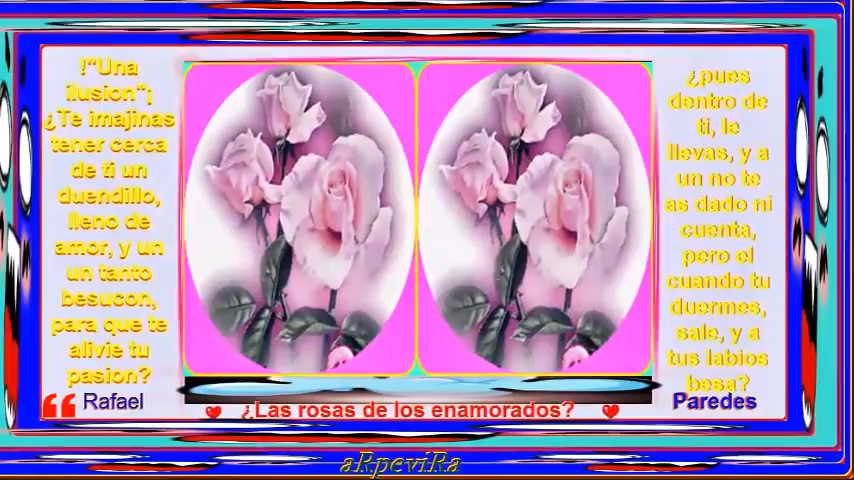 !"Una
ilusion"¡
¿Te imajinas
tener cerca
de ti un
duendillo,
lleno de
amor, y un
un tanto
besucon,
para que te
alivie tu
pasion?
Rafael
¿pues
dentro de
ti, le
llevas, y a
un no te
as dado ni
cuenta,
pero el
cuando tu
duermes,
sale, y a
tus labios
besa?
Paredes
¿Las rosas de los enamorados?
aRpeviRa